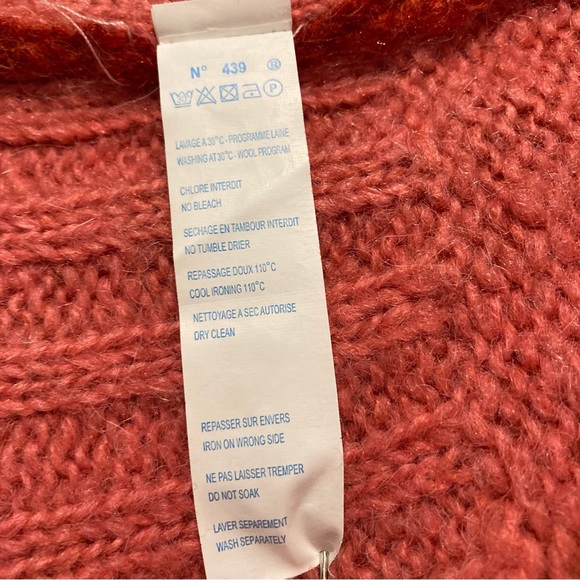 N° 439 ®
P
LAVAGE A 30°C - PROGRAMME LAINE
WASHING AT 30°C - WOOL PROGRAM
CHLORE INTERDIT
NO BLEACH
SECHAGE EN TAMBOUR INTERDIT
NO TUMBLE DRIER
REPASSAGE DOUX 110°C
COOL IRONING 110°C
NETTOYAGE A SEC AUTORISE
DRY CLEAN
REPASSER SUR ENVERS
IRON ON WRONG SIDE
NE PAS LAISSER TREMPER
DO NOT SOAK
LAVER SEPAREMENT
WASH SEPARATELY